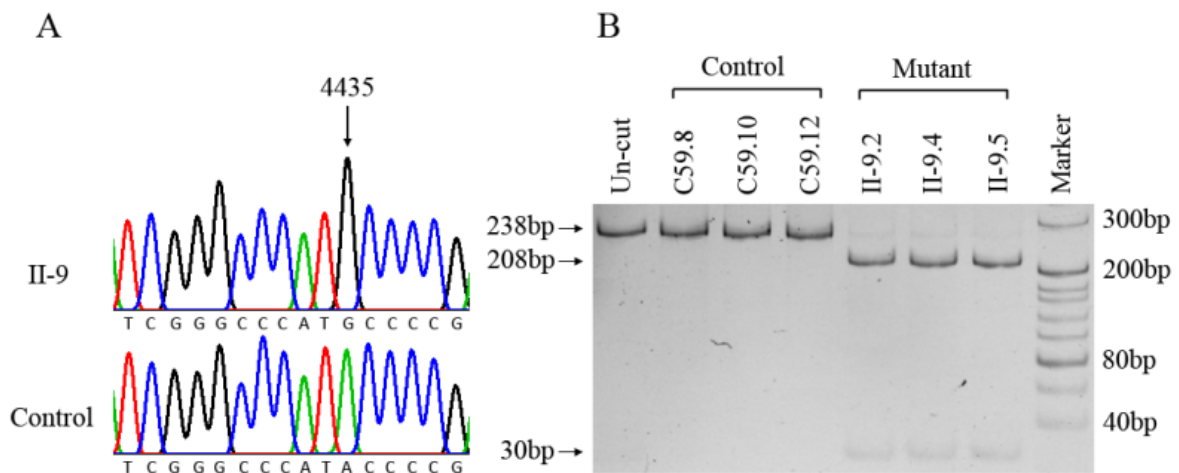 A
4435
II-9
T C G G G C C C A T G C C C C G
Control
T C G G G C C C A T A C C C C G
B
Control
Mutant
Un-cut
C59.8
C59.10
C59.12
II-9.2
II-9.4
II-9.5
Marker
238bp
208bp
30bp
300bp
200bp
80bp
40bp